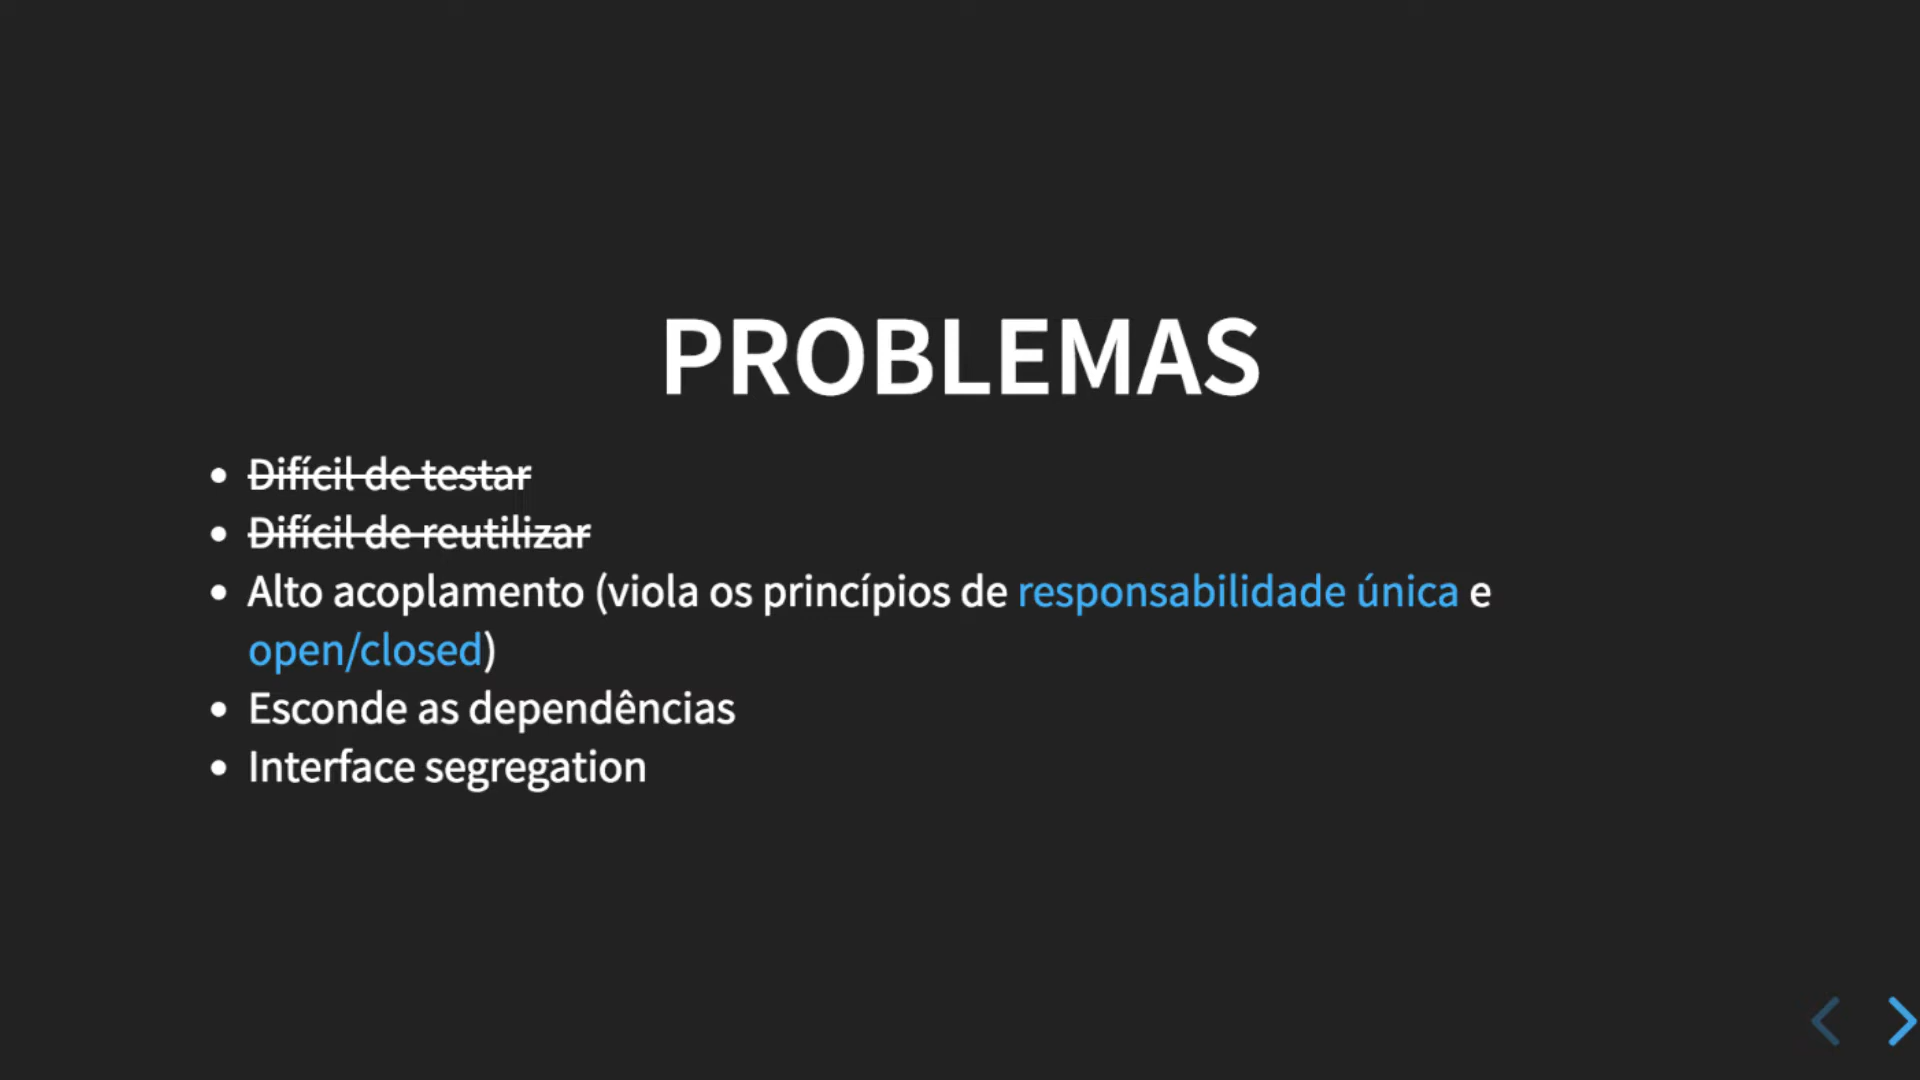 PROBLEMAS
• Difícil de testar
• Difícil de reutilizar
• Alto acoplamento (viola os princípios de responsabilidade única e
open/closed)
• Esconde as dependências
• Interface segregation